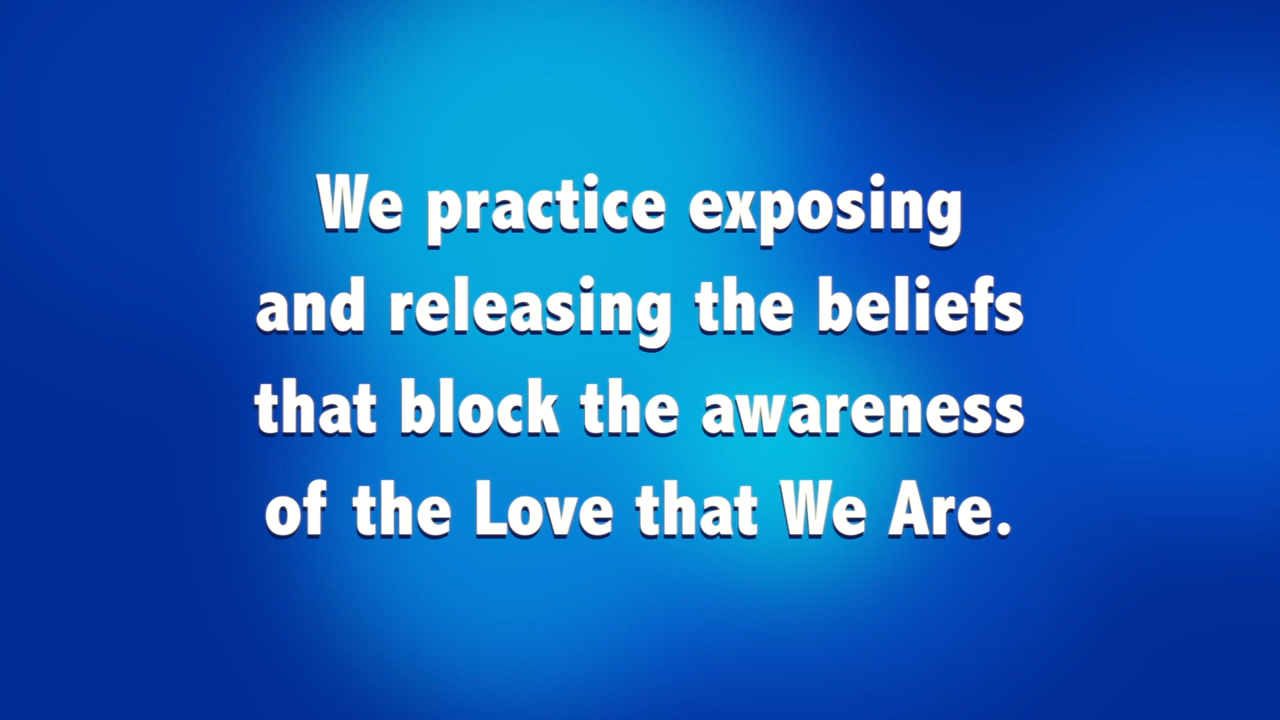 We practice exposing
and releasing the beliefs
that block the awareness
of the Love that We Are.